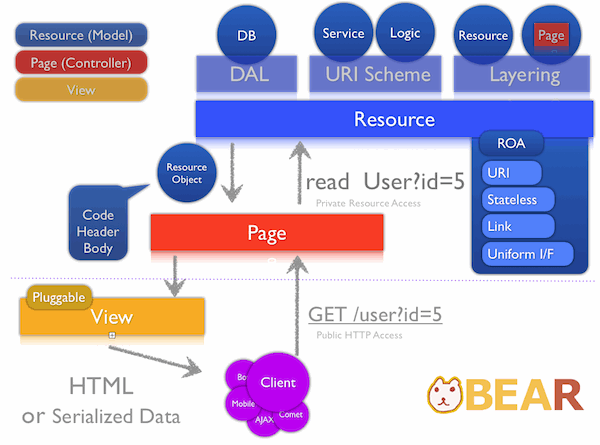 Resource (Model)
Page (Controller)
View
DB
Service
Logic
Resource
Page
DAL
URI Scheme
Layering
Resource
ROA
URI
Stateless
Link
Uniform I/F
Resource
Object
read User?id=5
Private Resource Access
Code
Header
Body
Page
Pluggable
View
GET /user?id=5
Public HTTP Access
Client
Mobile
AJAX
Comet
HTML
or Serialized Data
BEAR